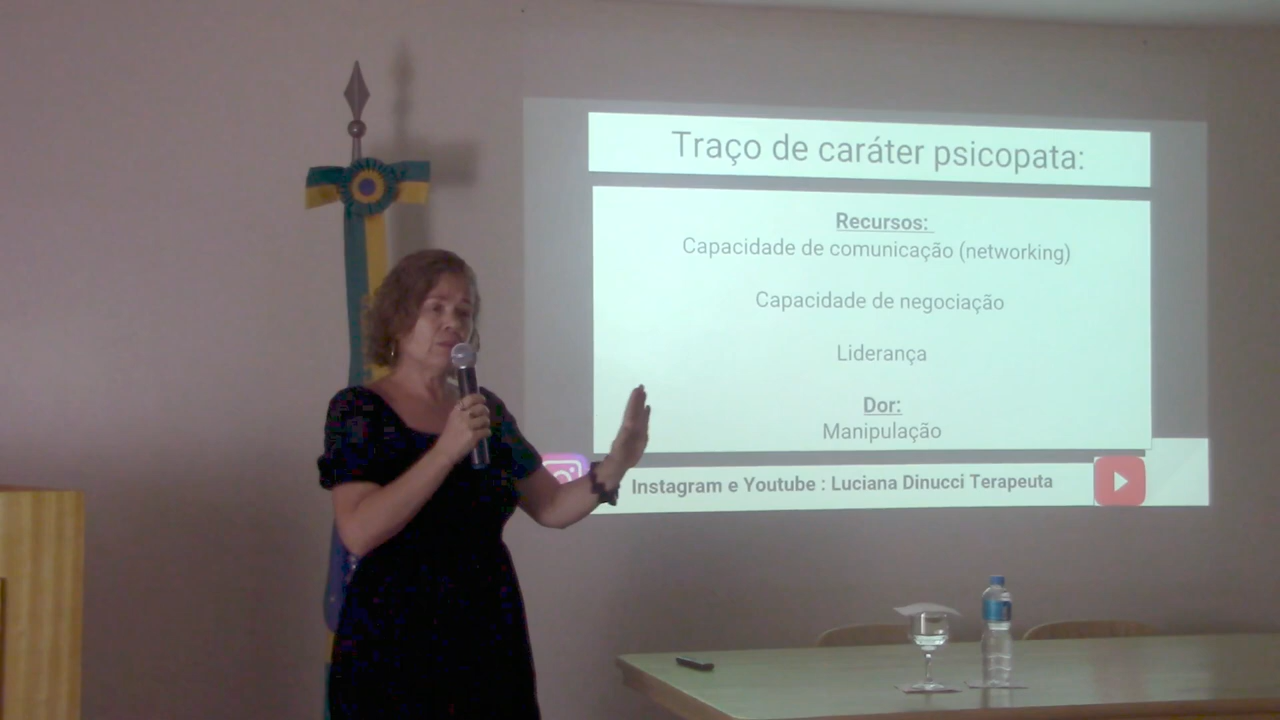 Traço de caráter psicopata:
Recursos:
Capacidade de comunicação (networking)
Capacidade de negociação
Liderança
Dor:
Manipulação
Instagram e Youtube : Luciana Dinucci Terapeuta